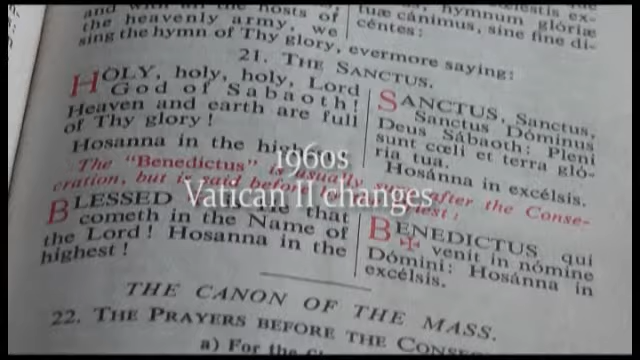 and with all the hosts of
the heavenly army, we
sing the hymn of Thy glory, evermore saying:
tuæ cánimus, sine fine di-
céntes:
21. THE SANCTUS.
HOLY, holy, holy, Lord
God of Sabaoth!
Heaven and earth are full
of Thy glory!
Hosanna in the
SANCTUS, Sanctus,
Sanctus Dóminus
Deus Sábaoth: Pleni
sunt cœli et terra gló-
ria tua.
Hosánna in excélsis.
The "Benedictus" is usually after the Conse-
cration, but is said before
BLESSED that
cometh in the Name of
the Lord! Hosanna in the
highest!
BENEDICTUS, qui
✠ venit in nómine
Dómini: Hosánna in
excélsis.
THE CANON OF THE MASS.
22. THE PRAYERS BEFORE THE
a) For the
1960s
Vatican II changes